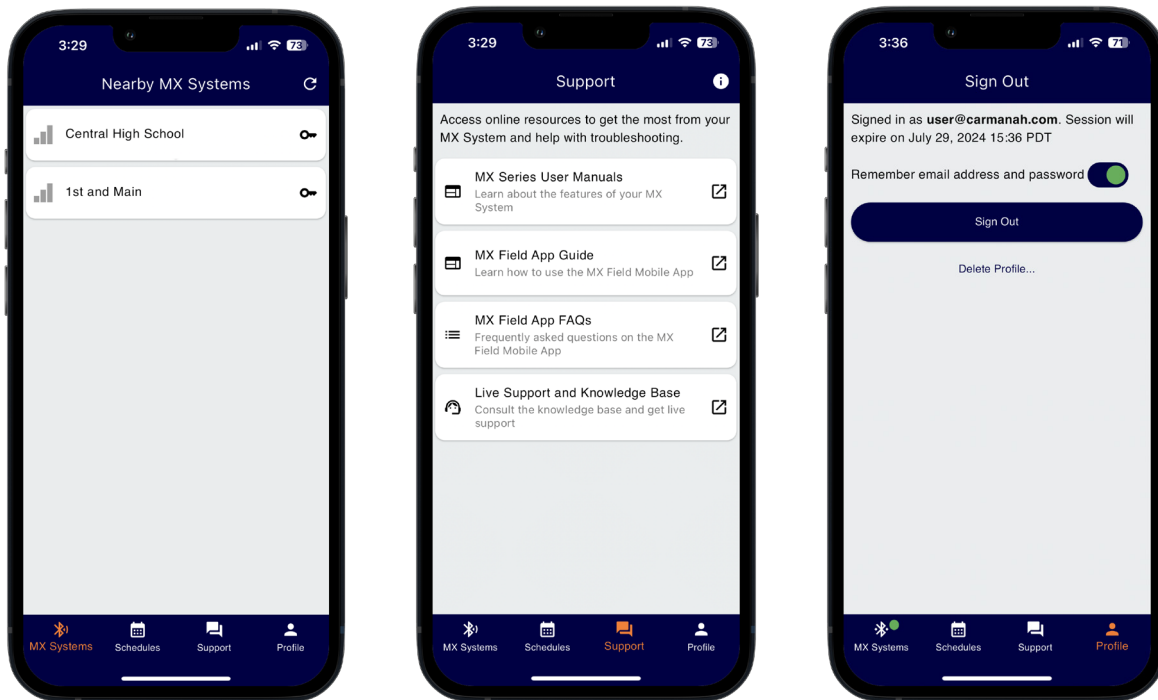 3:29
73
Nearby MX Systems
Central High School
1st and Main
MX Systems
Schedules
Support
Profile
3:29
73
Support
Access online resources to get the most from your
MX System and help with troubleshooting.
MX Series User Manuals
Learn about the features of your MX
System
MX Field App Guide
Learn how to use the MX Field Mobile App
MX Field App FAQs
Frequently asked questions on the MX
Field Mobile App
Live Support and Knowledge Base
Consult the knowledge base and get live
support
MX Systems
Schedules
Support
Profile
3:36
71
Sign Out
Signed in as user@carmanah.com. Session will
expire on July 29, 2024 15:36 PDT
Remember email address and password
Sign Out
Delete Profile...
MX Systems
Schedules
Support
Profile